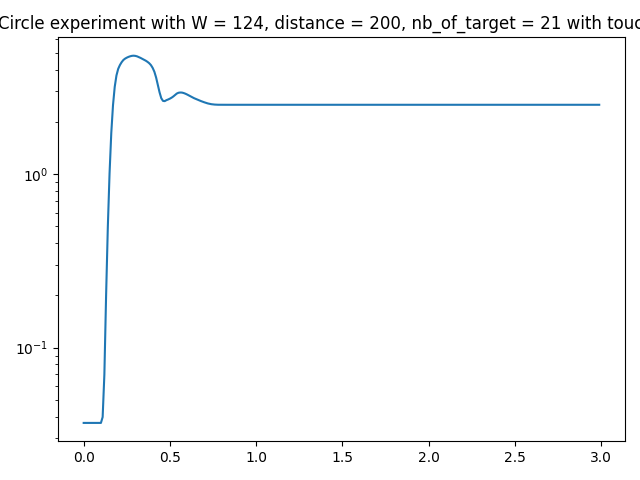 Circle experiment with W = 124, distance = 200, nb_of_target = 21 with
10⁰
10⁻¹
0.0 0.5 1.0 1.5 2.0 2.5 3.0